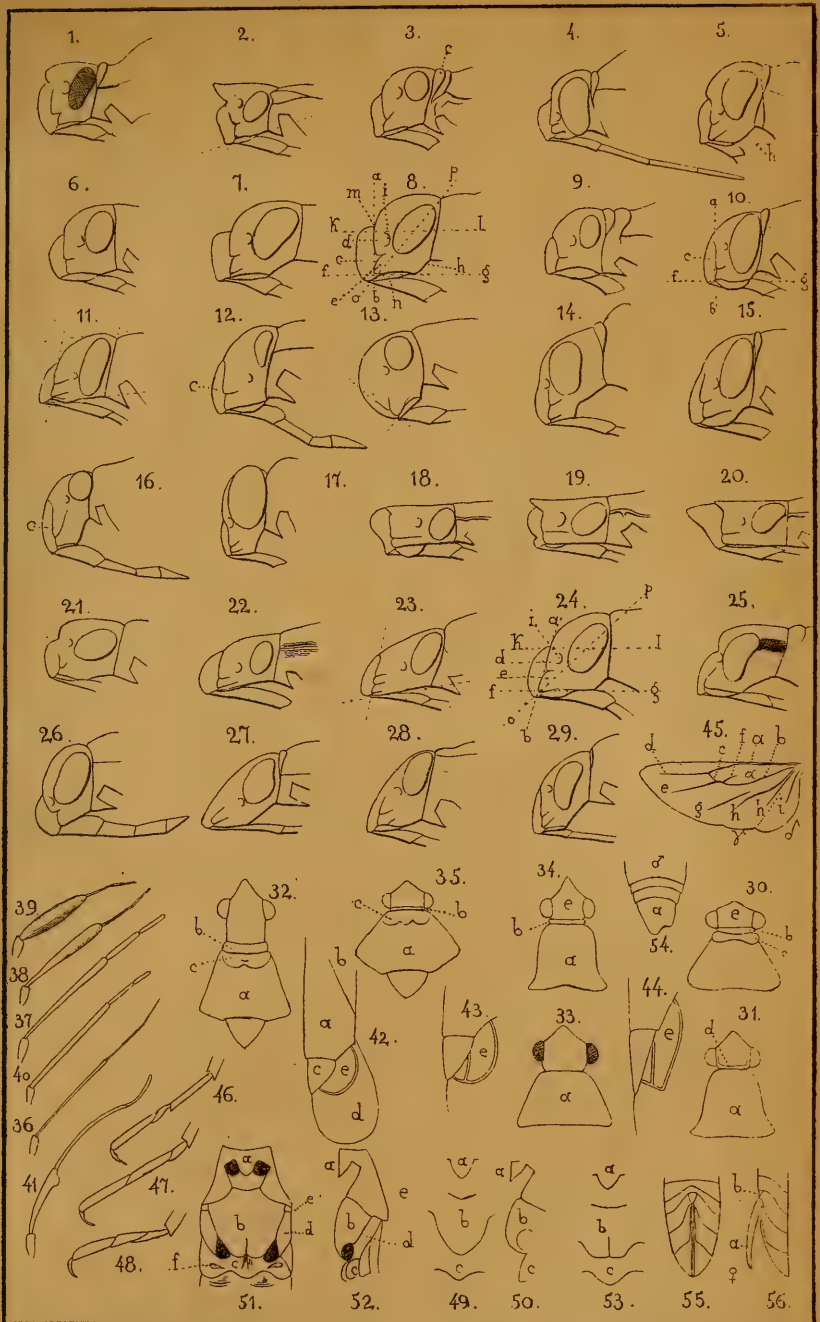 1. 2. 3. 4. 5.
c
h
6. 7. 8. 9. 10.
a i p
m
K l
d
c
f h g
e o b n
a
c
f g
b
11. 12. 13. 14. 15.
c
16. 17. 18. 19. 20.
c
21. 22. 23. 24. 25.
i a p
K l
d
e
f g
o
b
26. 27. 28. 29. 45.
d c f a b
a
e
g h h i
39. 32. 35. 34. ♂ 30.
b c b e a e
c b 54. b
38 a a a c
37 b 43. 44.
a 42. 33. 31.
40 c e e e d
46. d a a
36
41 47. a a a a a b
e e
b d b d b b b a
48. f c c c c c ♀
51. 52. 49. 50. 53. 55. 56.